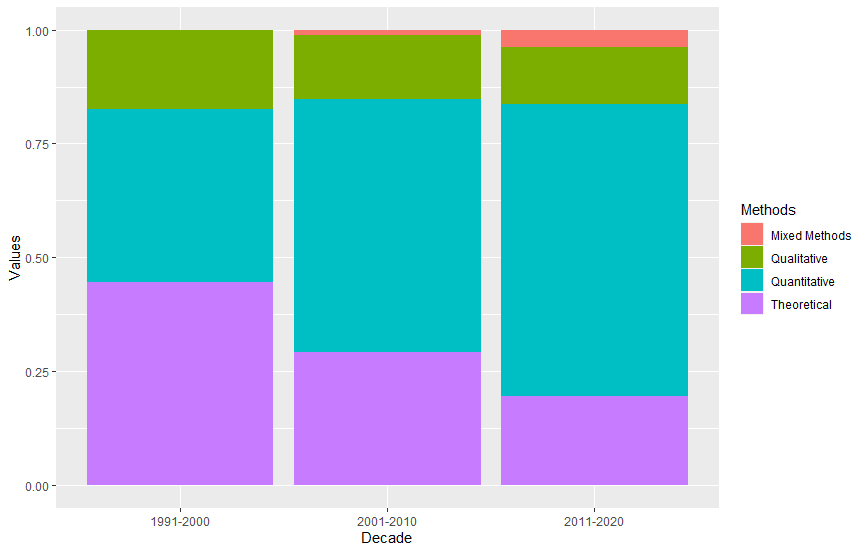 1.00
0.75
0.50
0.25
0.00
Values
1991-2000
2001-2010
2011-2020
Decade
Methods
Mixed Methods
Qualitative
Quantitative
Theoretical